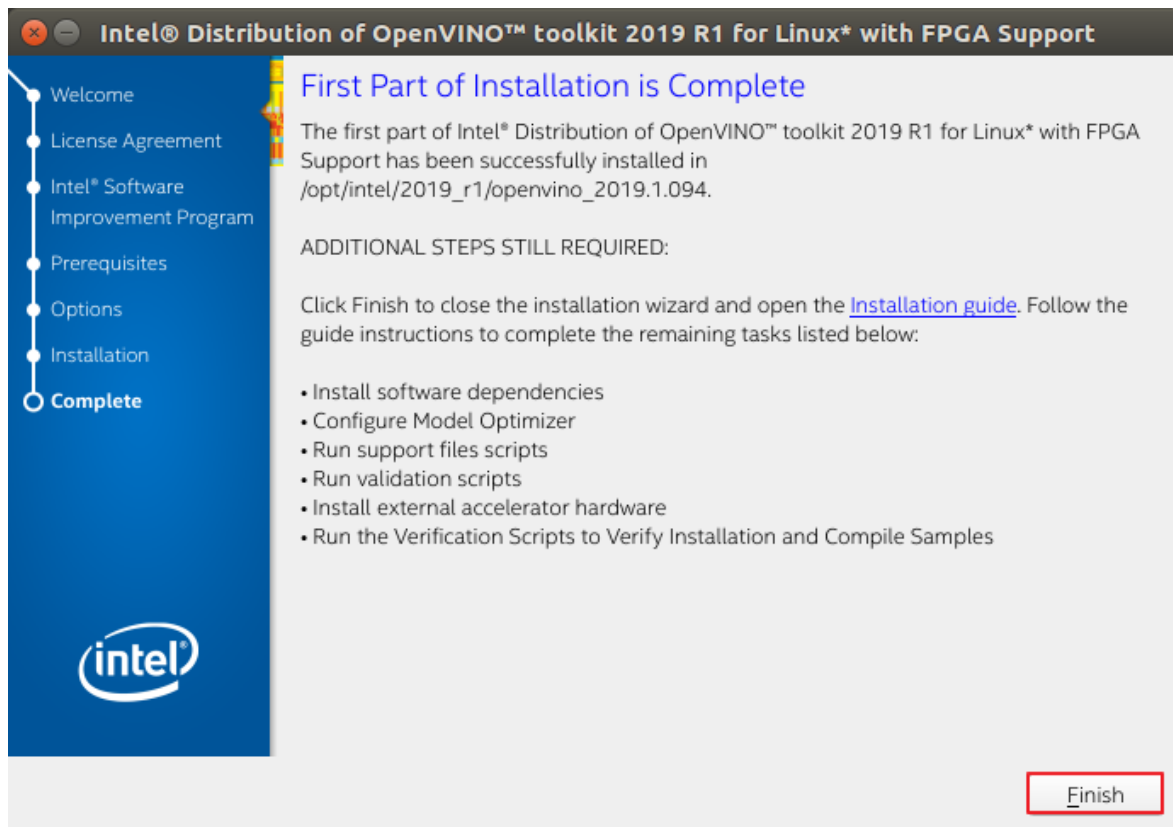 Intel® Distribution of OpenVINO™ toolkit 2019 R1 for Linux* with FPGA Support
Welcome
License Agreement
Intel® Software
Improvement Program
Prerequisites
Options
Installation
Complete
First Part of Installation is Complete
The first part of Intel® Distribution of OpenVINO™ toolkit 2019 R1 for Linux* with FPGA
Support has been successfully installed in
/opt/intel/2019_r1/openvino_2019.1.094.
ADDITIONAL STEPS STILL REQUIRED:
Click Finish to close the installation wizard and open the Installation guide. Follow the
guide instructions to complete the remaining tasks listed below:
• Install software dependencies
• Configure Model Optimizer
• Run support files scripts
• Run validation scripts
• Install external accelerator hardware
• Run the Verification Scripts to Verify Installation and Compile Samples
intel®
Finish